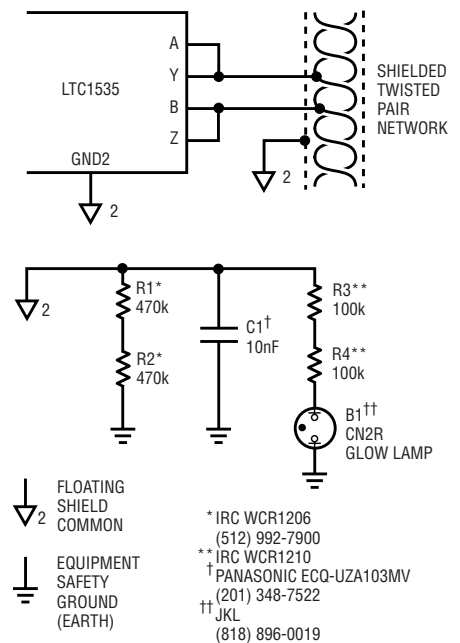 A
Y
LTC1535
B
Z
GND2
2
2
SHIELDED
TWISTED
PAIR
NETWORK
2
R1*
470k
R2*
470k
C1†
10nF
R3**
100k
R4**
100k
B1††
CN2R
GLOW LAMP
2
FLOATING
SHIELD
COMMON
EQUIPMENT
SAFETY
GROUND
(EARTH)
* IRC WCR1206
(512) 992-7900
** IRC WCR1210
† PANASONIC ECQ-UZA103MV
(201) 348-7522
†† JKL
(818) 896-0019